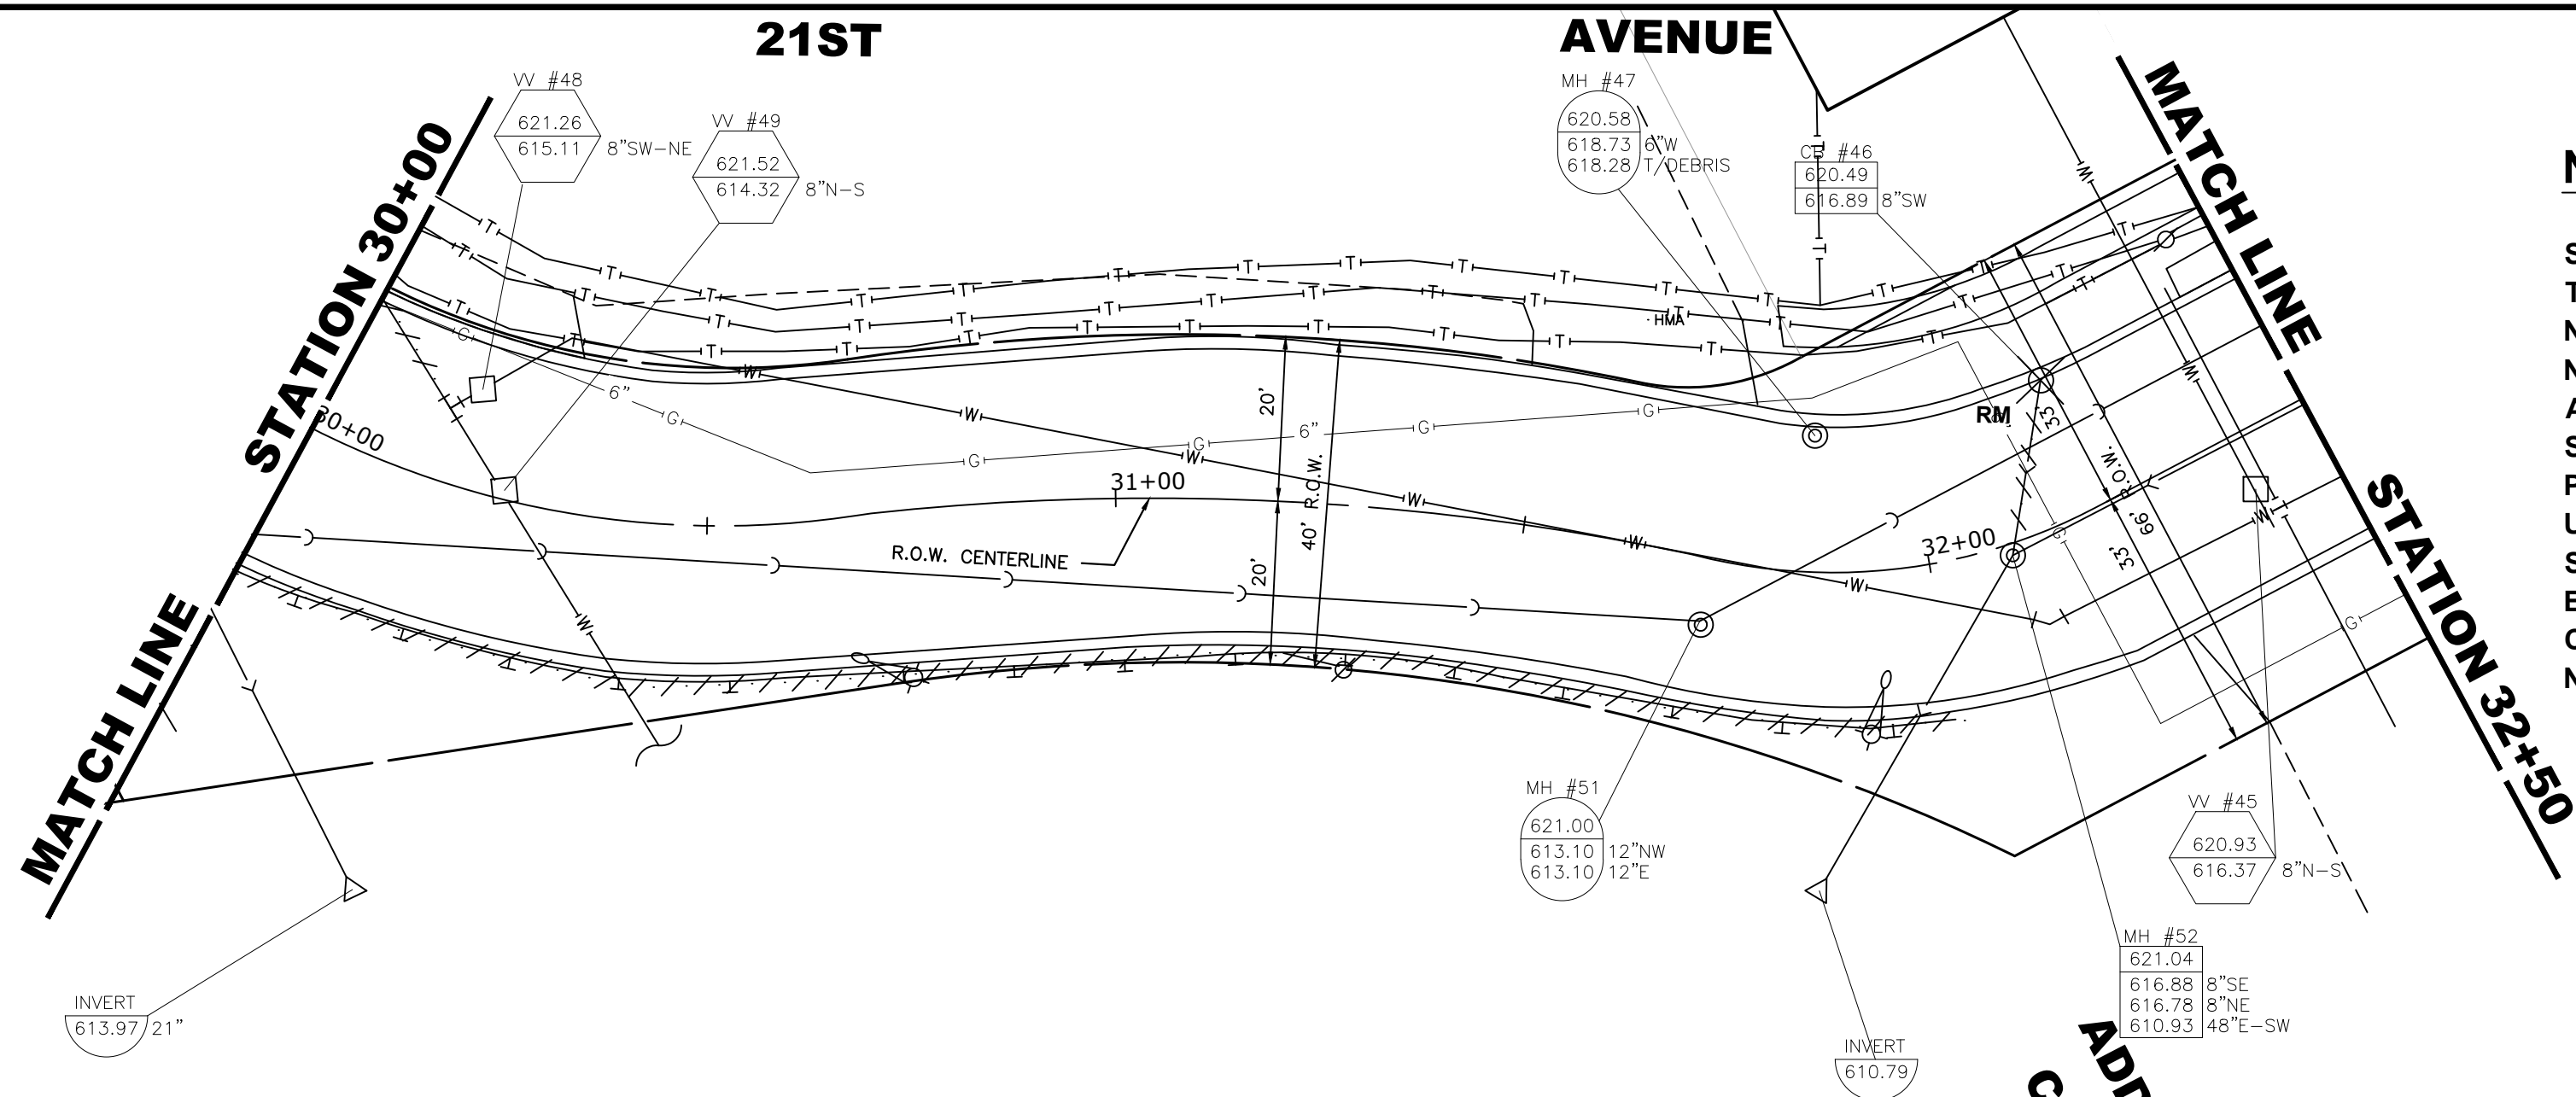 21ST AVENUE
VV #48
621.26
615.11 8"SW-NE
VV #49
621.52
614.32 8"N-S
MH #47
620.58
618.73 6"W
618.28 T/DEBRIS
CB #46
620.49
616.89 8"SW
MATCH LINE
STATION 32+50
MATCH LINE
STATION 30+00
30+00
31+00
32+00
R.O.W. CENTERLINE
20'
20'
40' R.O.W.
6"
6"
HMA
RM
33'
33'
66'
R.O.W.
T
G
W
MH #51
621.00
613.10 12"NW
613.10 12"E
VV #45
620.93
616.37 8"N-S
MH #52
621.04
616.88 8"SE
616.78 8"NE
610.93 48"E-SW
INVERT
613.97 21"
INVERT
610.79